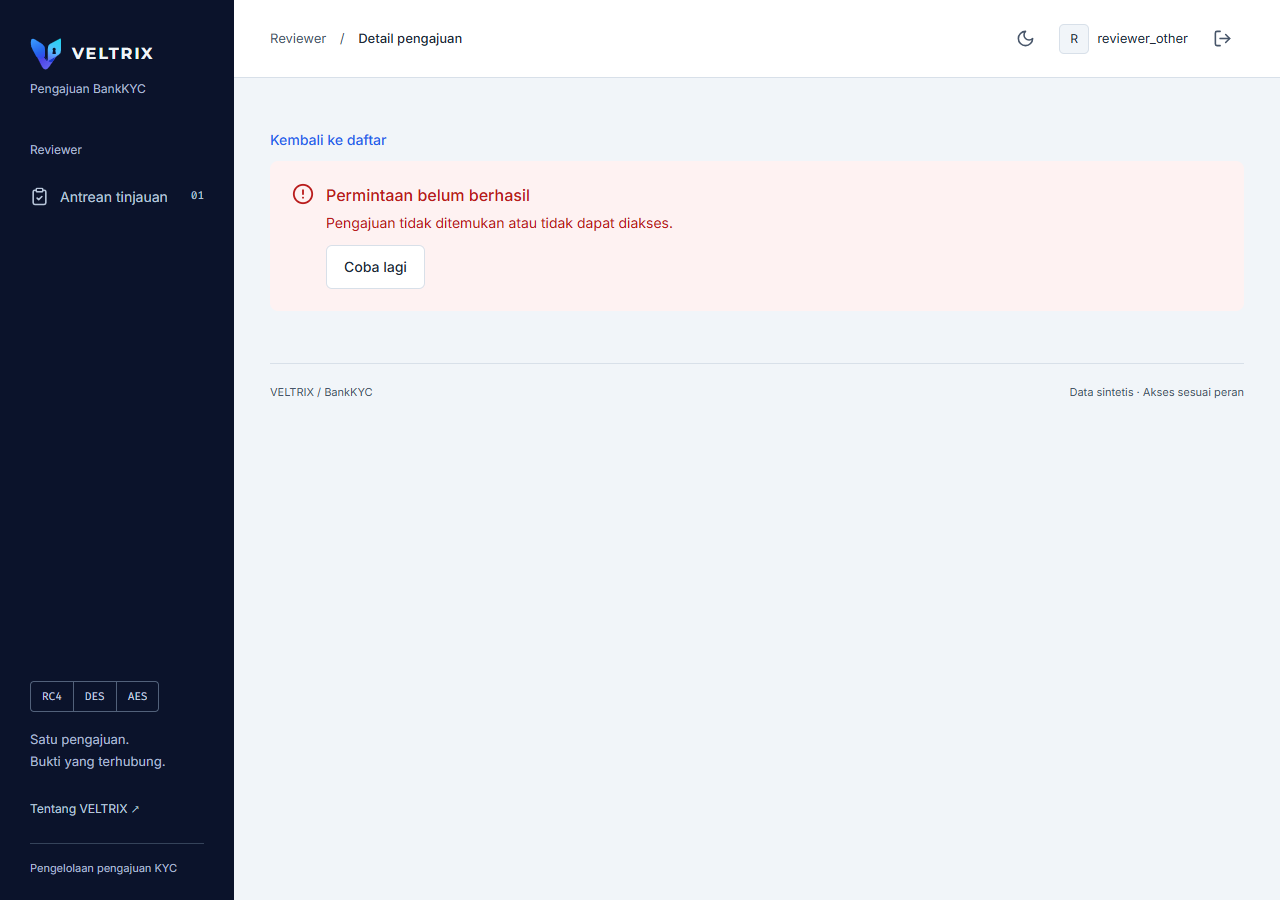 VELTRIX
Pengajuan BankKYC
Reviewer
Antrean tinjauan 01
RC4 DES AES
Satu pengajuan.
Bukti yang terhubung.
Tentang VELTRIX ↗
Pengelolaan pengajuan KYC
Reviewer / Detail pengajuan
R reviewer_other
Kembali ke daftar
Permintaan belum berhasil
Pengajuan tidak ditemukan atau tidak dapat diakses.
Coba lagi
VELTRIX / BankKYC
Data sintetis · Akses sesuai peran